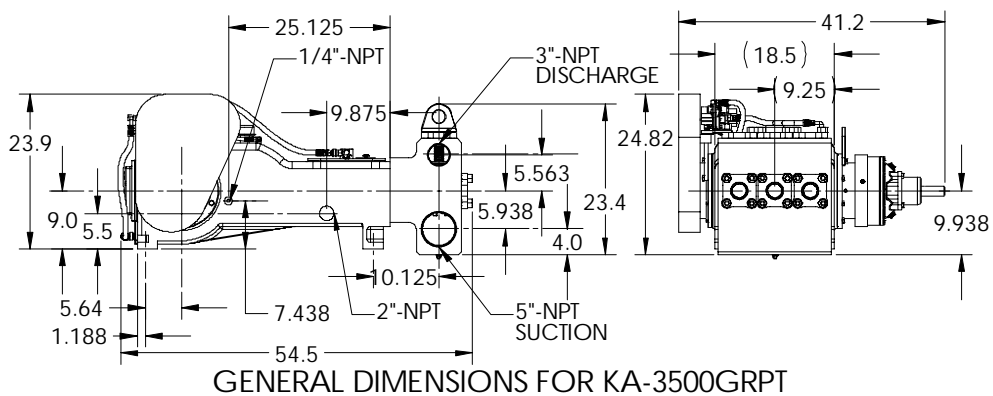 25.125
41.2
1/4"-NPT
3"-NPT
DISCHARGE
(18.5)
(9.25)
9.875
23.9
24.82
5.563
23.4
5.938
9.0
5.5
4.0
9.938
10.125
5.64
7.438
2"-NPT
5"-NPT
SUCTION
1.188
54.5
GENERAL DIMENSIONS FOR KA-3500GRPT